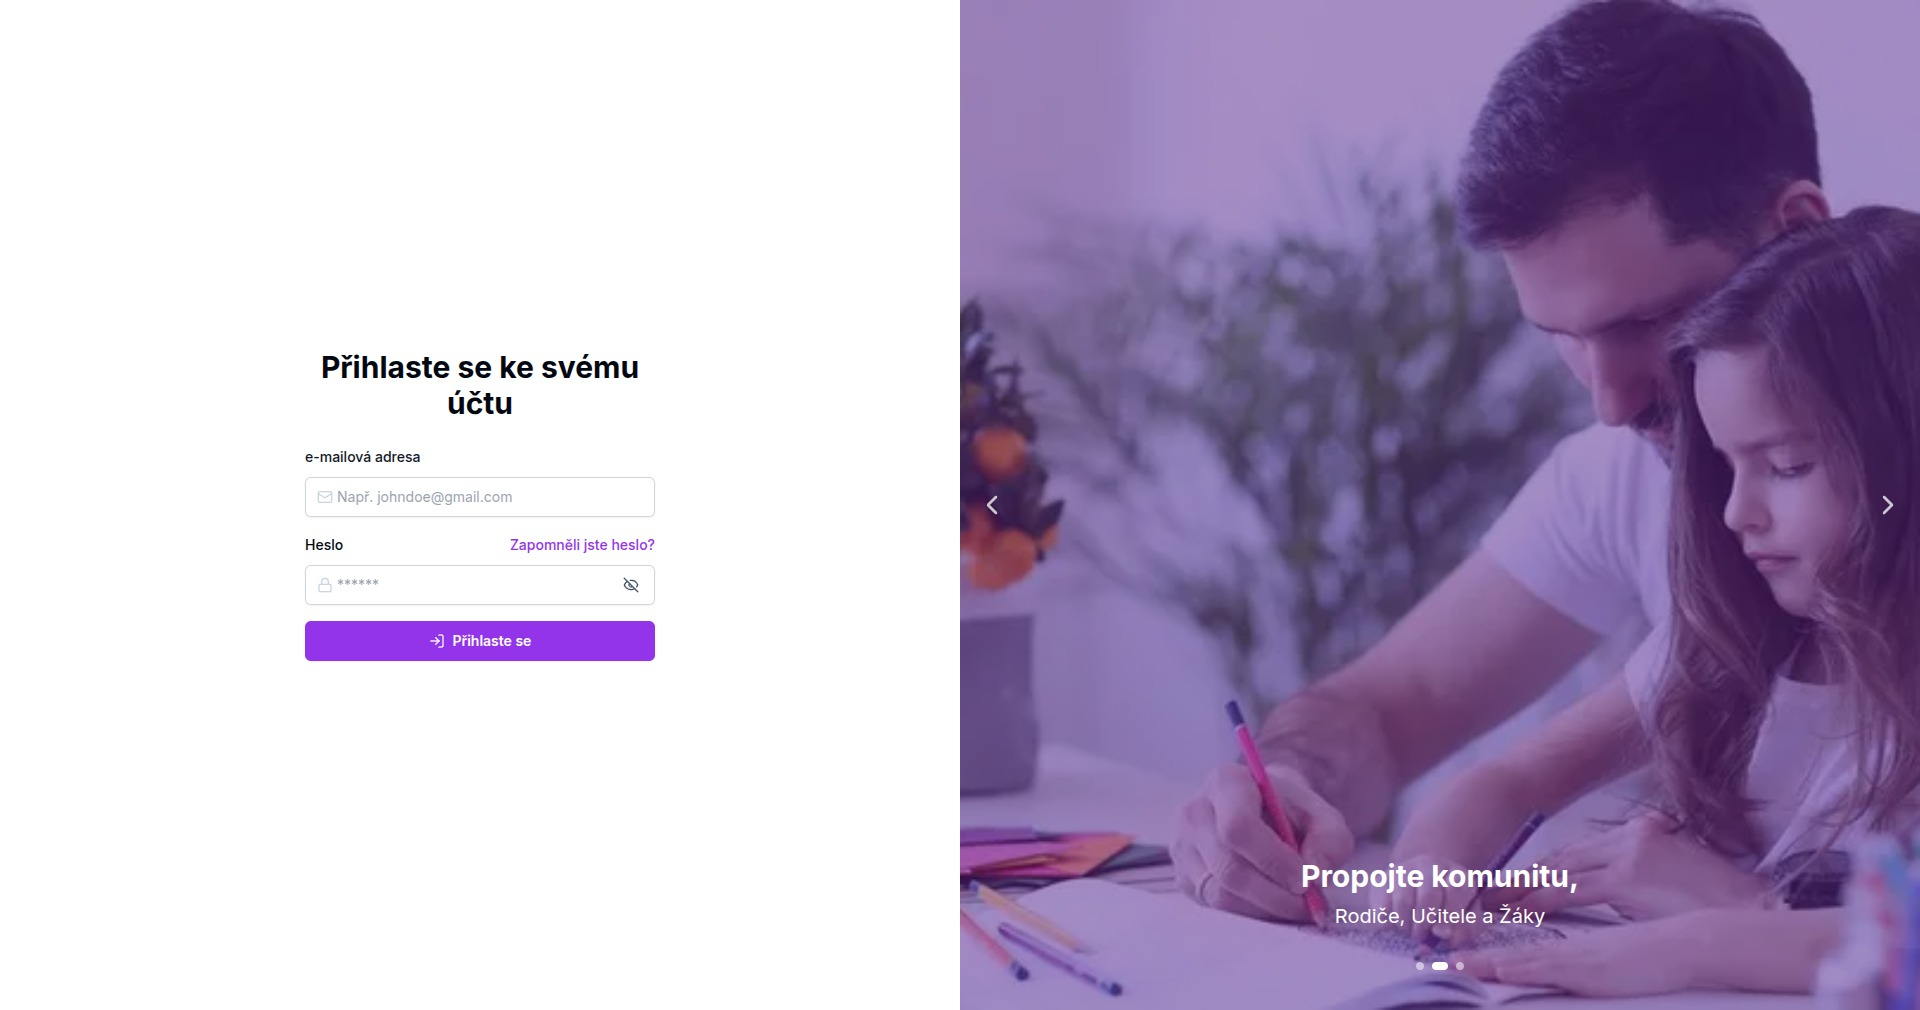 Přihlaste se ke svému
účtu
e-mailová adresa
Např. johndoe@gmail.com
Heslo
Zapomněli jste heslo?
******
Přihlaste se
Propojte komunitu,
Rodiče, Učitele a Žáky